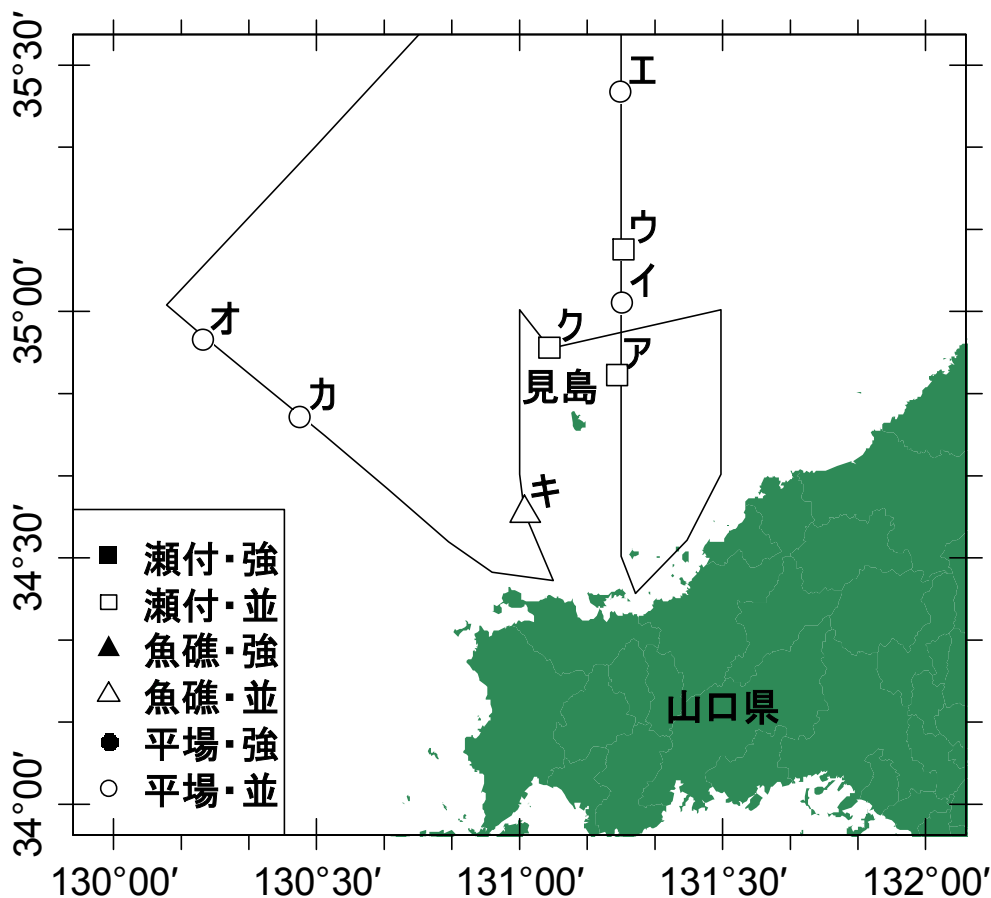 35°30′
エ
ウ
イ
35°00′
オ
ク
ア
カ
見島
キ
34°30′
瀬付・強
瀬付・並
魚礁・強
魚礁・並
平場・強
平場・並
山口県
34°00′
130°00′ 130°30′ 131°00′ 131°30′ 132°00′